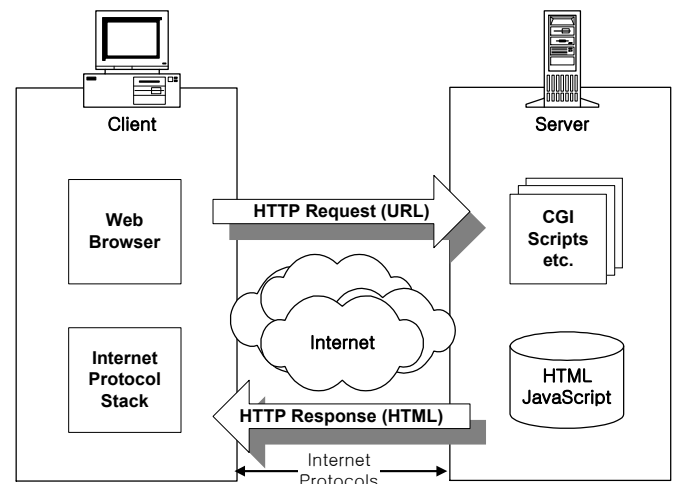 Client
Server
Web
Browser
HTTP Request (URL)
CGI
Scripts
etc.
Internet
Internet
Protocol
Stack
HTML
JavaScript
HTTP Response (HTML)
Internet
Protocols